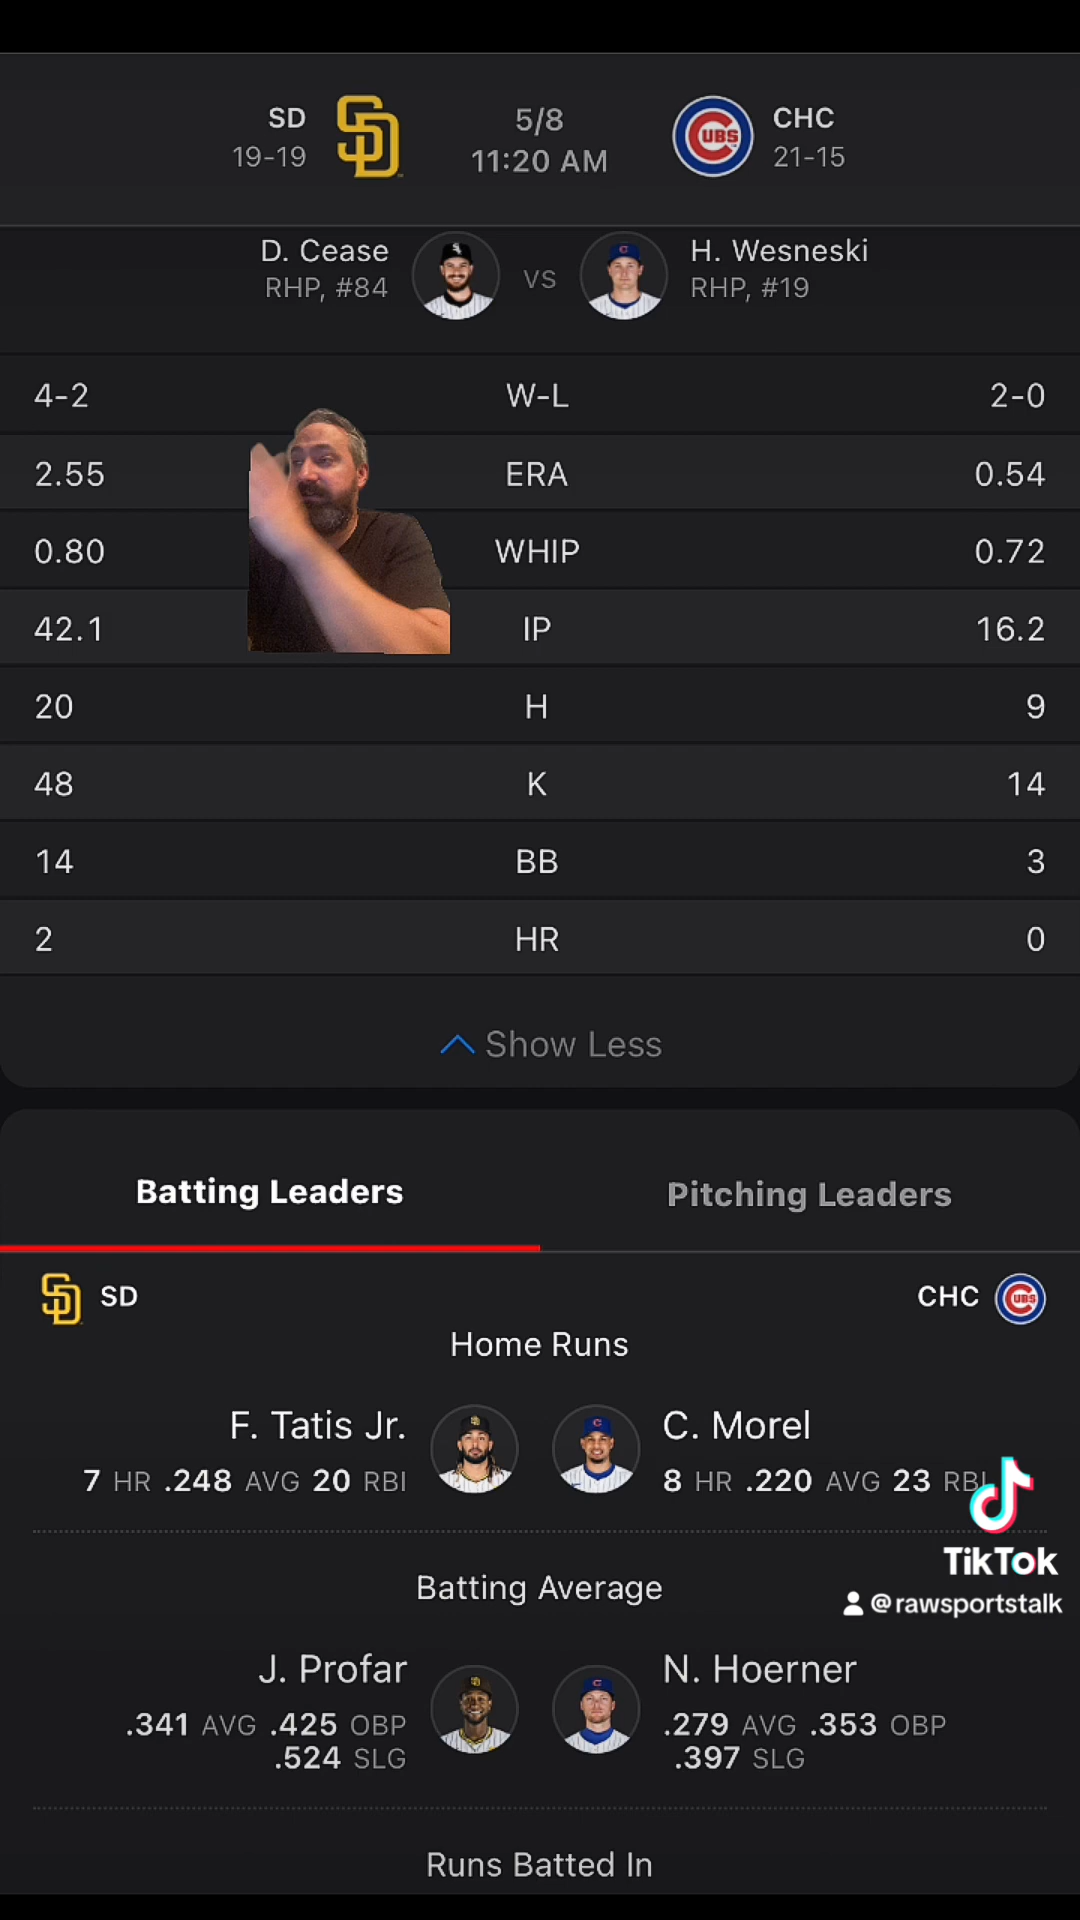 SD 5/8 CHC
19-19 11:20 AM 21-15
D. Cease VS H. Wesneski
RHP, #84 RHP, #19
4-2 W-L 2-0
2.55 ERA 0.54
0.80 WHIP 0.72
42.1 IP 16.2
20 H 9
48 K 14
14 BB 3
2 HR 0
Show Less
Batting Leaders Pitching Leaders
SD CHC
Home Runs
F. Tatis Jr. C. Morel
7 HR .248 AVG 20 RBI 8 HR .220 AVG 23 RBI
TikTok
@rawsportstalk
Batting Average
J. Profar N. Hoerner
.341 AVG .425 OBP .279 AVG .353 OBP
.524 SLG .397 SLG
Runs Batted In